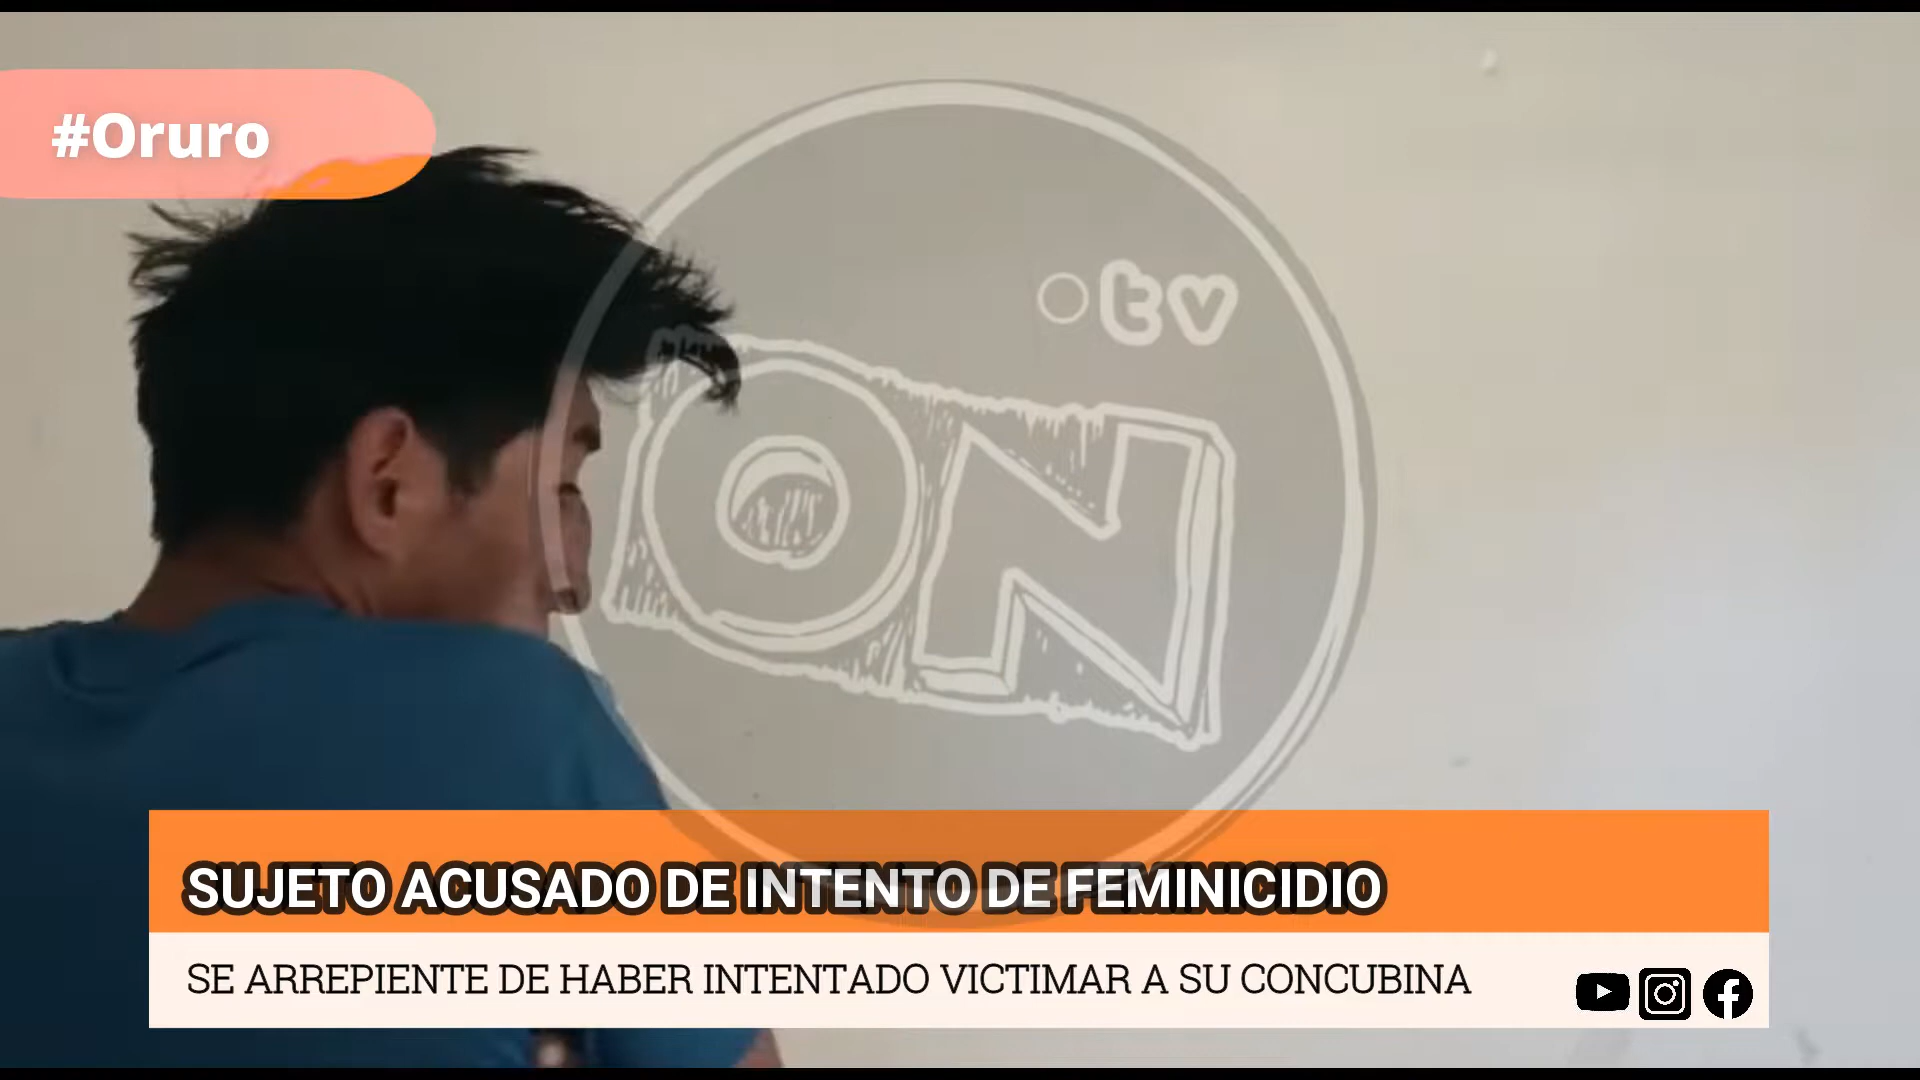 #Oruro
tv
ON
SUJETO ACUSADO DE INTENTO DE FEMINICIDIO
SE ARREPIENTE DE HABER INTENTADO VICTIMAR A SU CONCUBINA